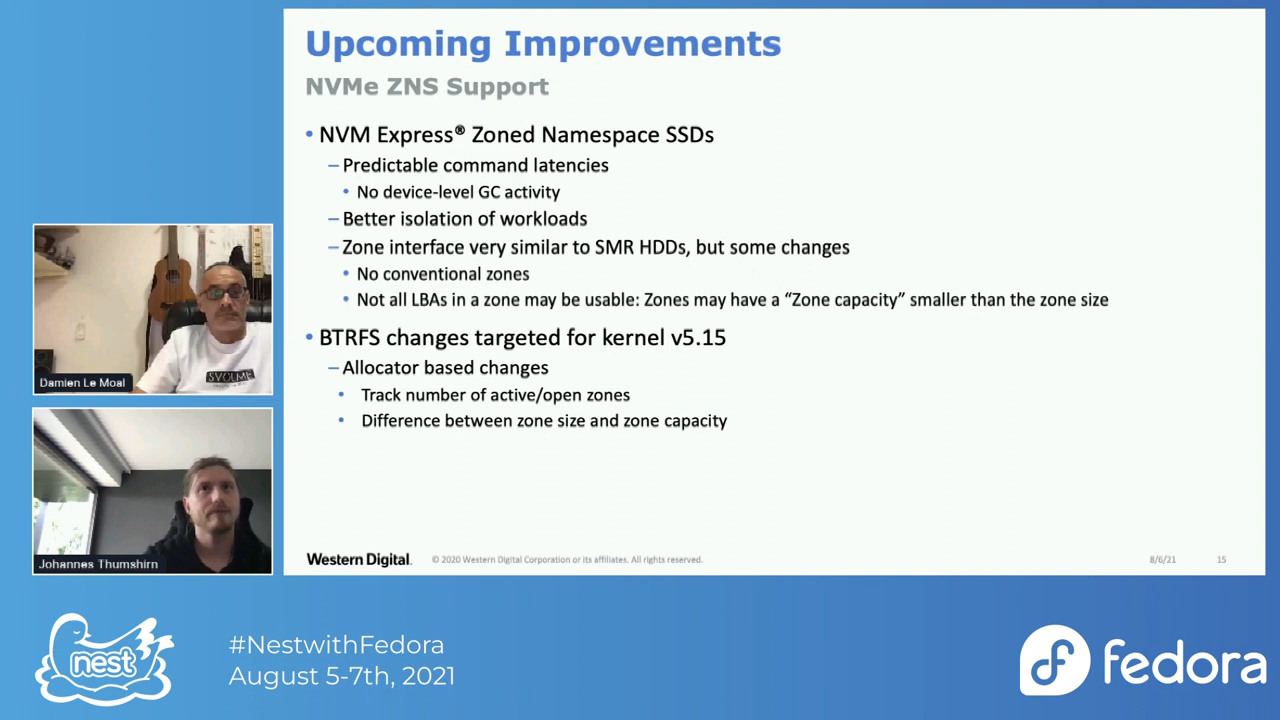 Upcoming Improvements
NVMe ZNS Support
• NVM Express® Zoned Namespace SSDs
– Predictable command latencies
• No device-level GC activity
– Better isolation of workloads
– Zone interface very similar to SMR HDDs, but some changes
• No conventional zones
• Not all LBAs in a zone may be usable: Zones may have a “Zone capacity” smaller than the zone size
• BTRFS changes targeted for kernel v5.15
– Allocator based changes
• Track number of active/open zones
• Difference between zone size and zone capacity
Western Digital. © 2020 Western Digital Corporation or its affiliates. All rights reserved. 8/6/21 15
SVOLME
Damien Le Moal
Johannes Thumshirn
nest
#NestwithFedora
August 5-7th, 2021
fedora